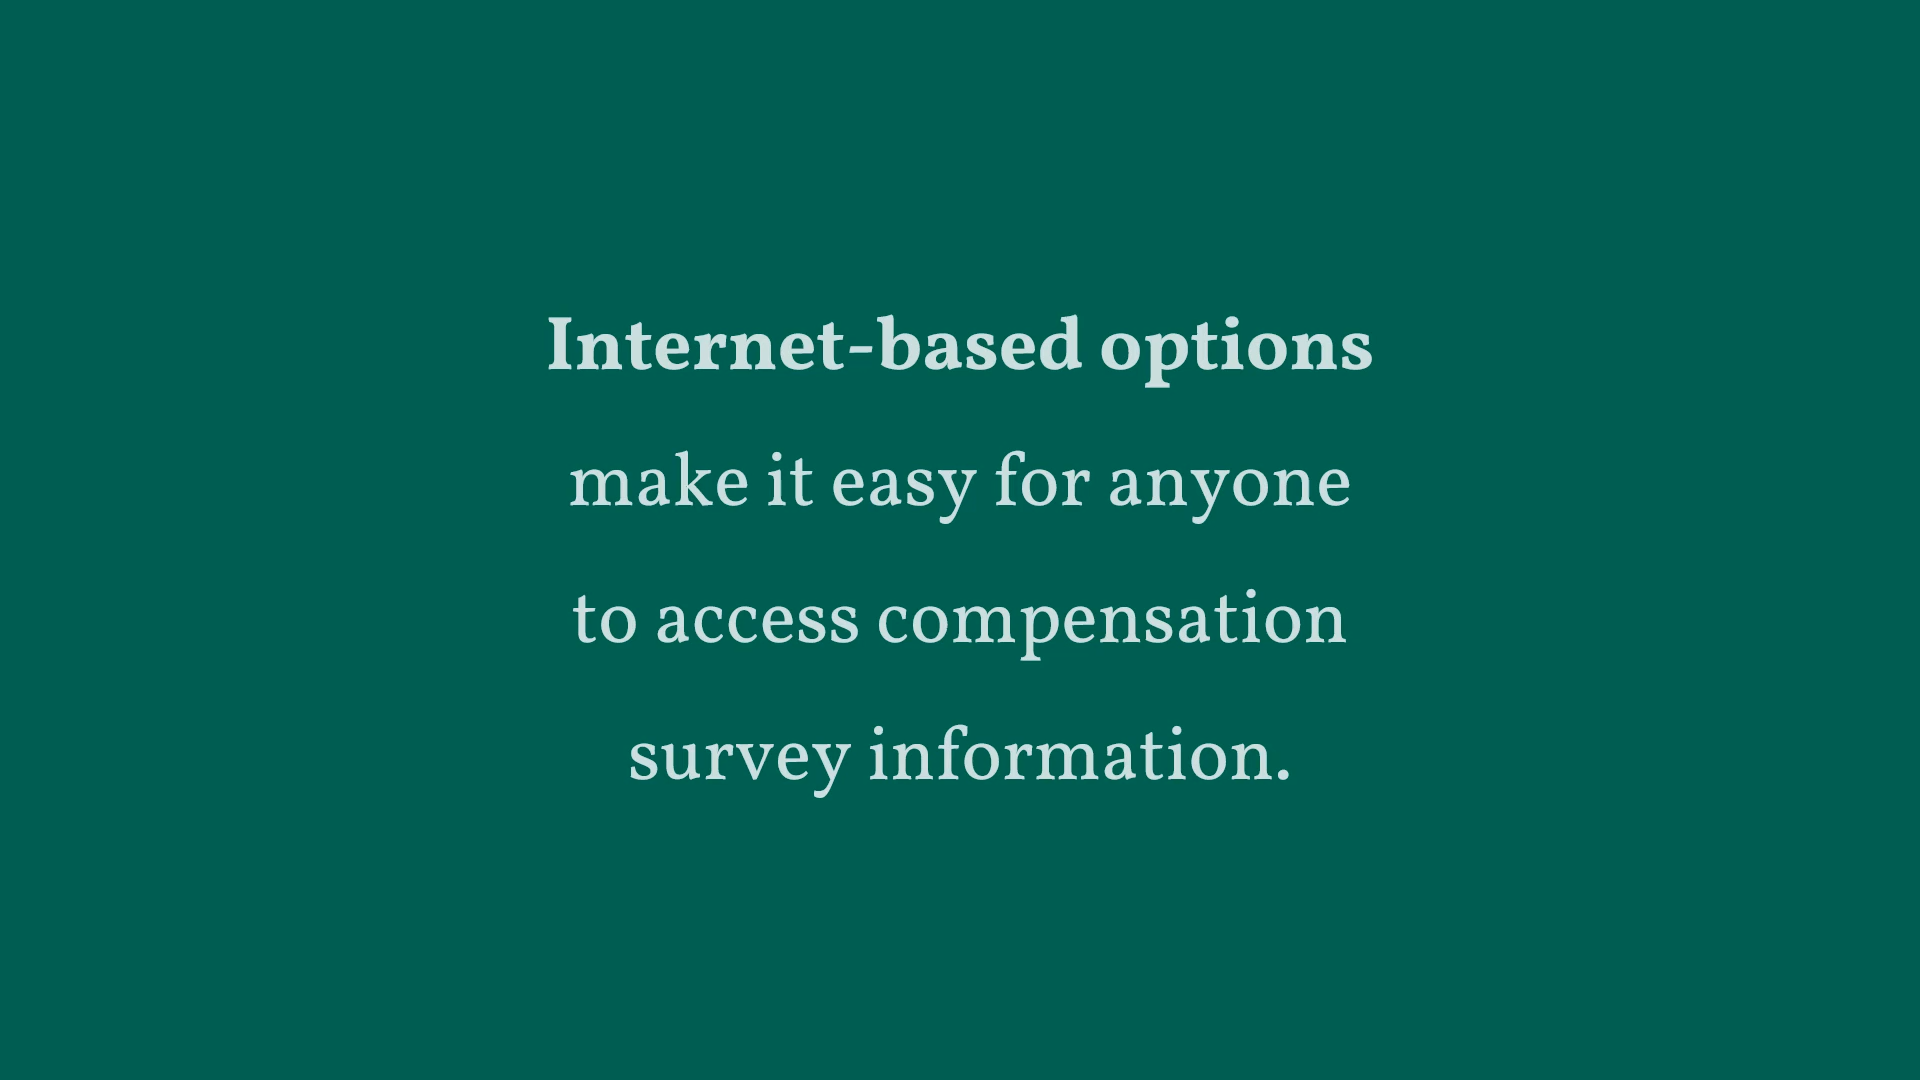 Internet-based options
make it easy for anyone
to access compensation
survey information.